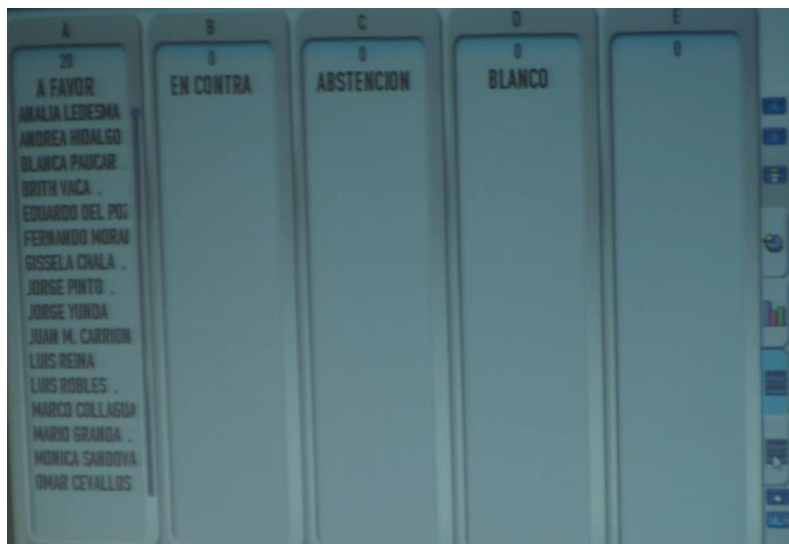 A
20
A FAVOR
ANALIA LEDESMA
ANDREA HIDALGO
BLANCA PAUCAR
BRITH VACA .
EDUARDO DEL POZ
FERNANDO MORAL
GISSELA CHALA .
JORGE PINTO .
JORGE YUNDA
JUAN M. CARRION
LUIS REINA
LUIS ROBLES .
MARCO COLLAGUA
MARIO GRANDA .
MONICA SANDOVA
OMAR CEVALLOS
B
0
EN CONTRA
C
0
ABSTENCION
D
0
BLANCO
E
0